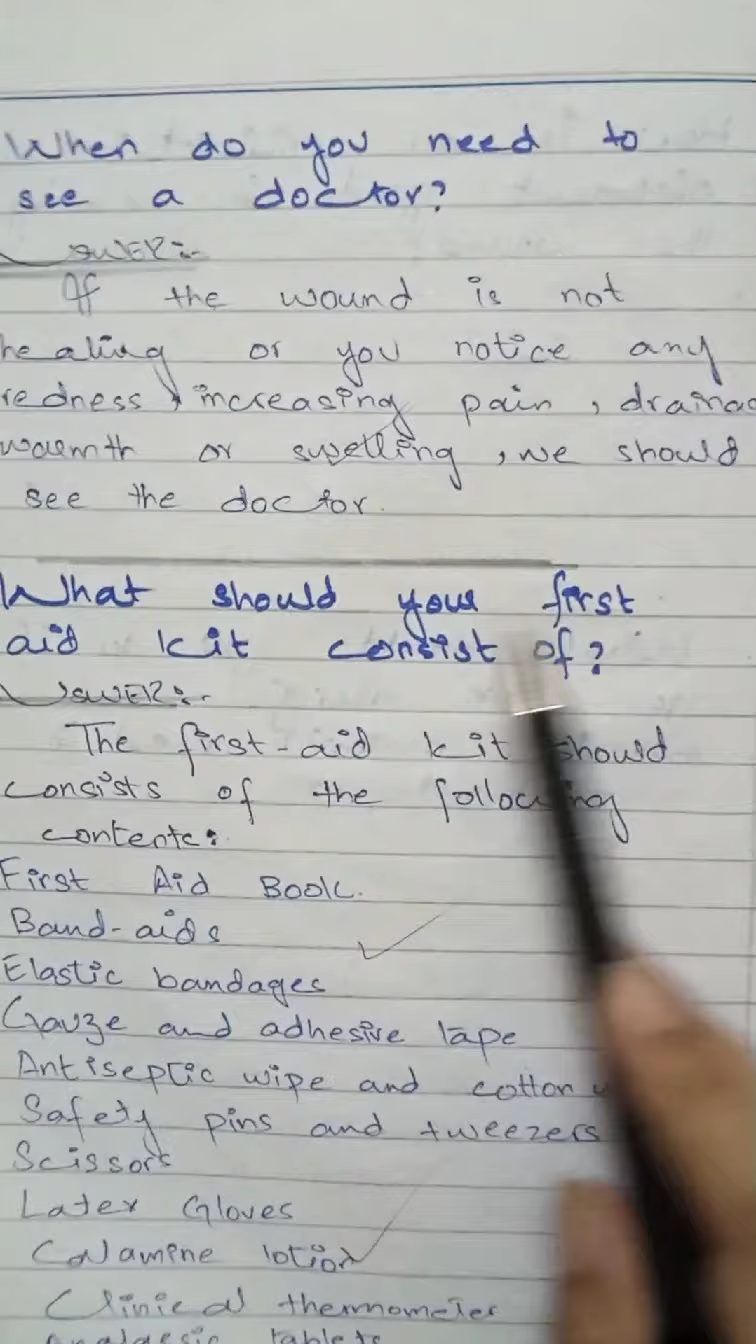 When do you need to
see a doctor?
If the wound is not
healing or you notice any
redness, increasing pain, drainag
warmth or swelling, we should
see the doctor.
What should your first
aid kit consist of?
The first-aid kit should
consists of the following
contents:
First Aid Book.
Band-aids
Elastic bandages
Gauze and adhesive tape
Antiseptic wipe and cotton
Safety pins and tweezers
Scissors
Latex Gloves
Calamine lotion
Clinical thermometer
analgesic tablets